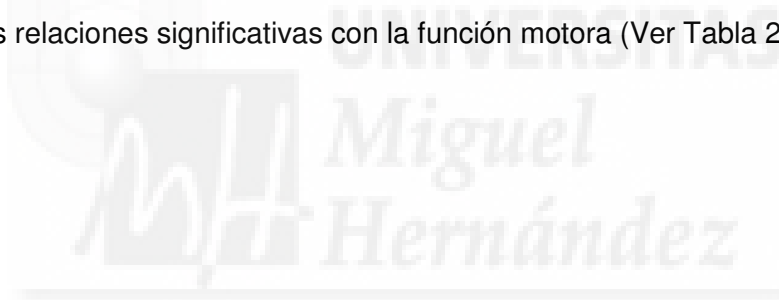 s relaciones significativas con la función motora (Ver Tabla 2
UNIVERSITAS
Miguel
Hernández